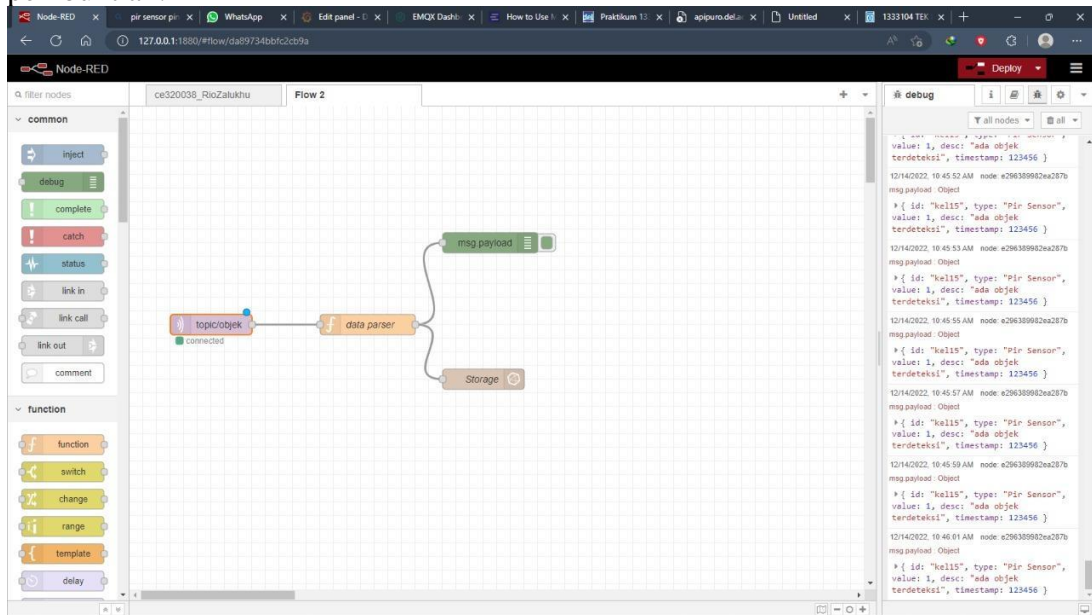 Node-RED
pir sensor pin
WhatsApp
Edit panel - D
EMQX Dashb
How to Use M
Praktikum 13.
apipuro.del.ac
Untitled
1333104 TEK
127.0.0.1:1880/#flow/da89734bbfc2cb9a
Node-RED
Deploy
filter nodes
ce320038_RioZalukhu
Flow 2
debug
all nodes
all
common
inject
debug
complete
catch
status
link in
link call
link out
comment
function
function
switch
change
range
template
delay
topic/objek
connected
data parser
msg.payload
Storage
value: 1, desc: "ada objek
terdeteksi", timestamp: 123456 }
12/14/2022, 10:45:52 AM node: e296389982ea287b
msg.payload : Object
{ id: "kel15", type: "Pir Sensor",
value: 1, desc: "ada objek
terdeteksi", timestamp: 123456 }
12/14/2022, 10:45:53 AM node: e296389982ea287b
msg.payload : Object
{ id: "kel15", type: "Pir Sensor",
value: 1, desc: "ada objek
terdeteksi", timestamp: 123456 }
12/14/2022, 10:45:55 AM node: e296389982ea287b
msg.payload : Object
{ id: "kel15", type: "Pir Sensor",
value: 1, desc: "ada objek
terdeteksi", timestamp: 123456 }
12/14/2022, 10:45:57 AM node: e296389982ea287b
msg.payload : Object
{ id: "kel15", type: "Pir Sensor",
value: 1, desc: "ada objek
terdeteksi", timestamp: 123456 }
12/14/2022, 10:45:59 AM node: e296389982ea287b
msg.payload : Object
{ id: "kel15", type: "Pir Sensor",
value: 1, desc: "ada objek
terdeteksi", timestamp: 123456 }
12/14/2022, 10:46:01 AM node: e296389982ea287b
msg.payload : Object
{ id: "kel15", type: "Pir Sensor",
value: 1, desc: "ada objek
terdeteksi", timestamp: 123456 }